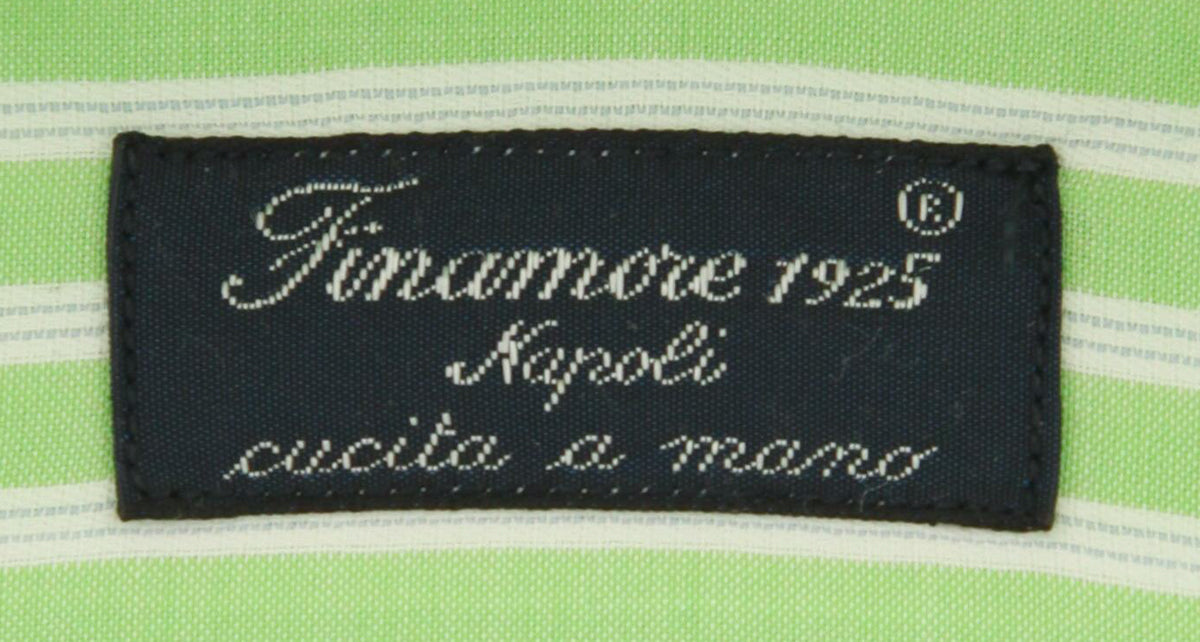 Finamore 1925 ®
Napoli
cucita a mano